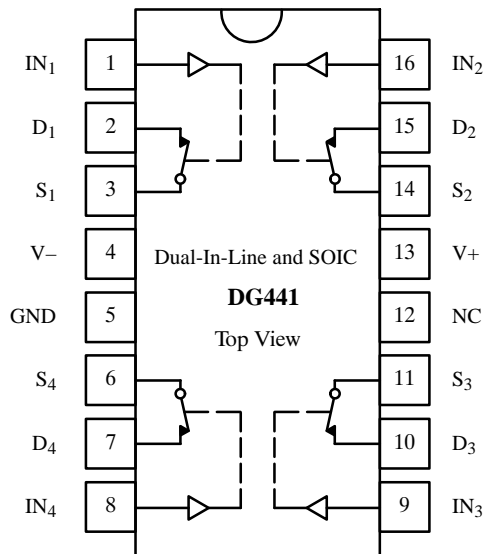 IN1 1 16 IN2
D1 2 15 D2
S1 3 14 S2
V– 4 13 V+
Dual-In-Line and SOIC
GND 5 DG441 12 NC
Top View
S4 6 11 S3
D4 7 10 D3
IN4 8 9 IN3